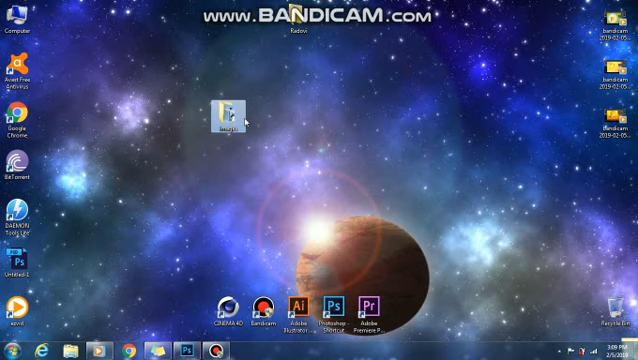 www.BANDICAM.com
Computer
Radovi
bandicam
2019-02-05...
Avast Free
Antivirus
bandicam
2019-02-05...
Google
Chrome
Images
bandicam
2019-02-05...
BitTorrent
DAEMON
Tools Lite
Untitled-1
ezvid
CINEMA 4D
Bandicam
Adobe
Illustrator ...
Photoshop -
Shortcut
Adobe
Premiere P...
Recycle Bin
3:09 PM
2/5/2019